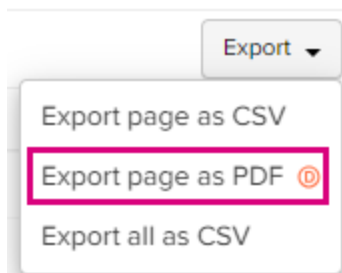 Export
Export page as CSV
Export page as PDF D
Export all as CSV